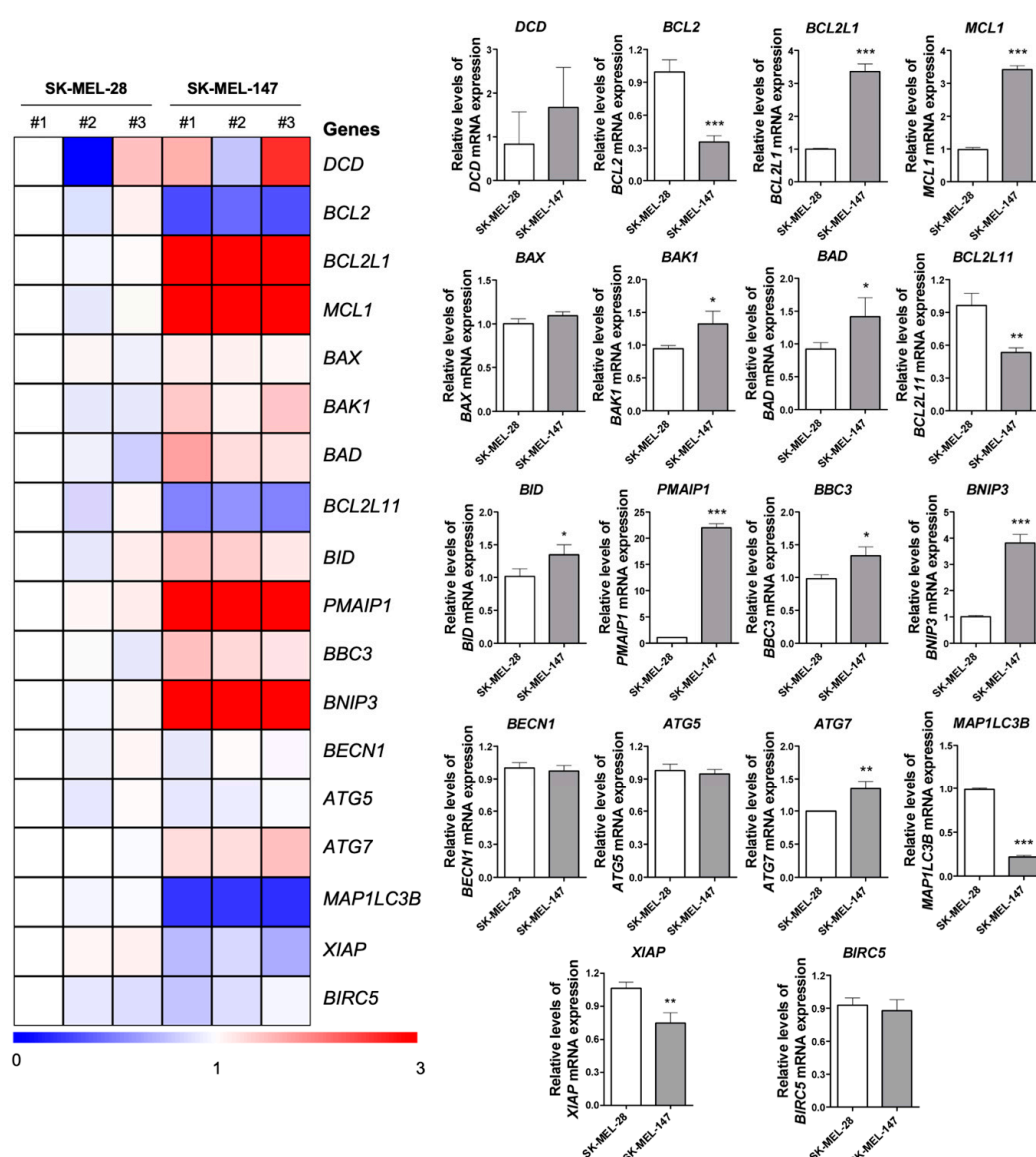 SK-MEL-28 SK-MEL-147
#1 #2 #3 #1 #2 #3 Genes
DCD
BCL2
BCL2L1
MCL1
BAX
BAK1
BAD
BCL2L11
BID
PMAIP1
BBC3
BNIP3
BECN1
ATG5
ATG7
MAP1LC3B
XIAP
BIRC5
0 1 3
DCD
Relative levels of
DCD mRNA expression
3
2
1
0
SK-MEL-28
SK-MEL-147
BCL2
Relative levels of
BCL2 mRNA expression
1.2
0.9
0.6
0.3
0.0
***
SK-MEL-28
SK-MEL-147
BCL2L1
Relative levels of
BCL2L1 mRNA expression
4
3
2
1
0
***
SK-MEL-28
SK-MEL-147
MCL1
Relative levels of
MCL1 mRNA expression
4
3
2
1
0
***
SK-MEL-28
SK-MEL-147
BAX
Relative levels of
BAX mRNA expression
1.5
1.0
0.5
0.0
SK-MEL-28
SK-MEL-147
BAK1
Relative levels of
BAK1 mRNA expression
2.0
1.5
1.0
0.5
0.0
*
SK-MEL-28
SK-MEL-147
BAD
Relative levels of
BAD mRNA expression
2.0
1.5
1.0
0.5
0.0
*
SK-MEL-28
SK-MEL-147
BCL2L11
Relative levels of
BCL2L11 mRNA expression
1.2
0.9
0.6
0.3
0.0
**
SK-MEL-28
SK-MEL-147
BID
Relative levels of
BID mRNA expression
2.0
1.5
1.0
0.5
0.0
*
SK-MEL-28
SK-MEL-147
PMAIP1
Relative levels of
PMAIP1 mRNA expression
25
20
15
10
5
0
***
SK-MEL-28
SK-MEL-147
BBC3
Relative levels of
BBC3 mRNA expression
2.0
1.5
1.0
0.5
0.0
*
SK-MEL-28
SK-MEL-147
BNIP3
Relative levels of
BNIP3 mRNA expression
5
4
3
2
1
0
***
SK-MEL-28
SK-MEL-147
BECN1
Relative levels of
BECN1 mRNA expression
1.2
0.9
0.6
0.3
0.0
SK-MEL-28
SK-MEL-147
ATG5
Relative levels of
ATG5 mRNA expression
1.2
0.9
0.6
0.3
0.0
SK-MEL-28
SK-MEL-147
ATG7
Relative levels of
ATG7 mRNA expression
2.0
1.5
1.0
0.5
0.0
**
SK-MEL-28
SK-MEL-147
MAP1LC3B
Relative levels of
MAP1LC3B mRNA expression
1.5
1.0
0.5
0.0
***
SK-MEL-28
SK-MEL-147
XIAP
Relative levels of
XIAP mRNA expression
1.2
0.9
0.6
0.3
0.0
**
SK-MEL-28
SK-MEL-147
BIRC5
Relative levels of
BIRC5 mRNA expression
1.2
0.9
0.6
0.3
0.0
SK-MEL-28
SK-MEL-147